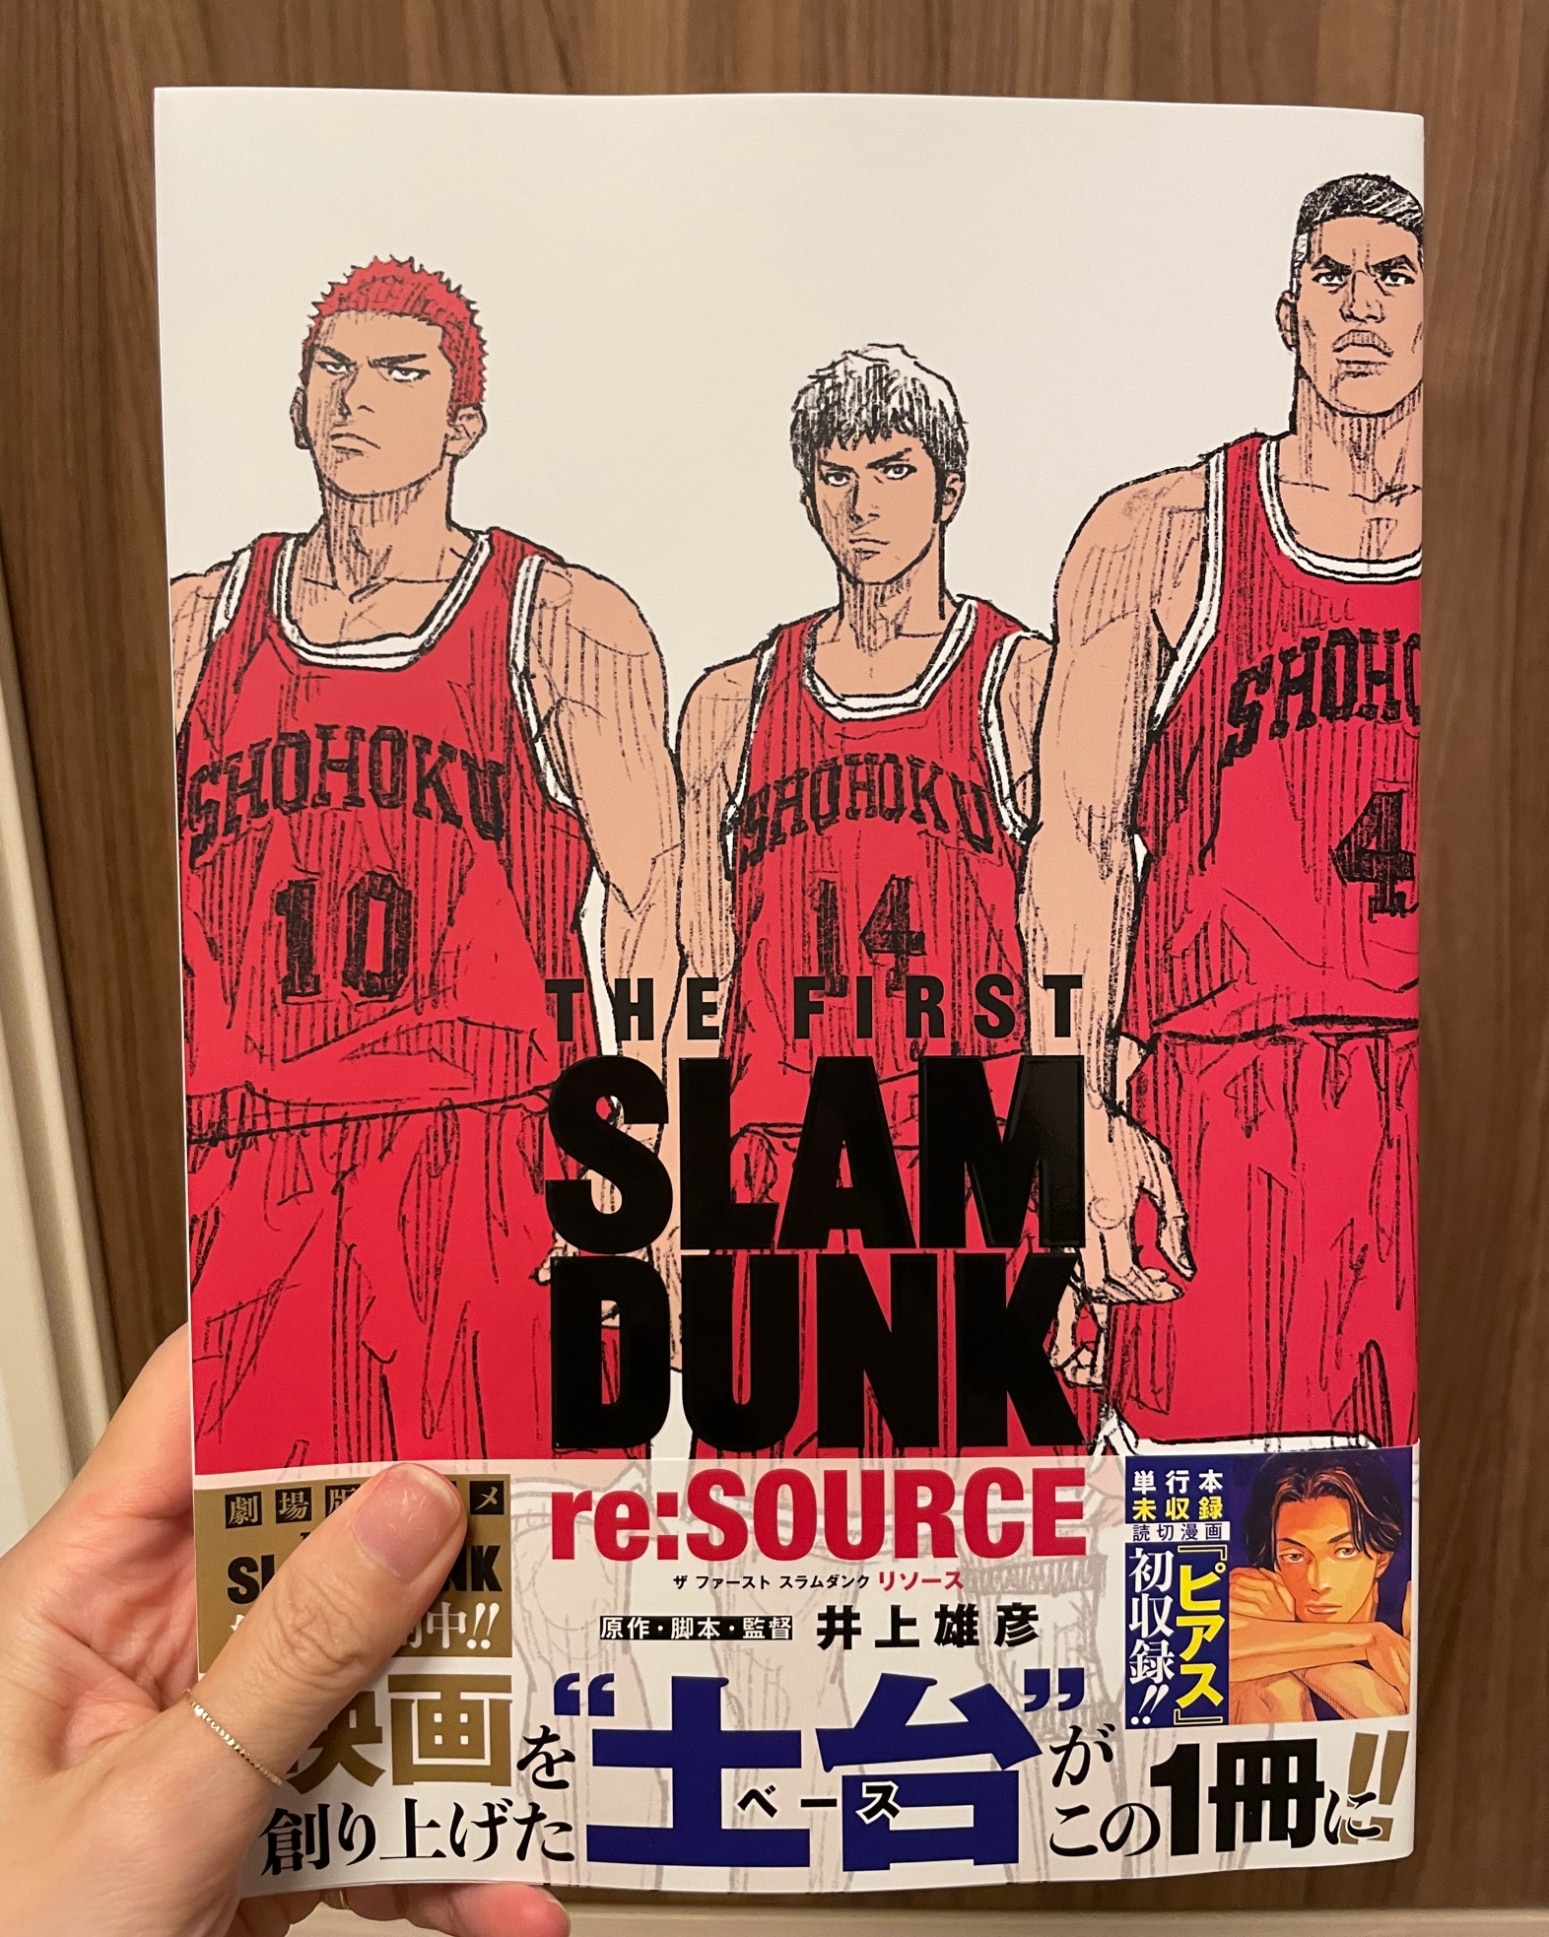 SHOHOKU
10
SHOHOKU
14
SHOHO
4
THE FIRST
SLAM
DUNK
re:SOURCE
ザ ファースト スラムダンク リソース
原作・脚本・監督 井上雄彦
劇場版 メ
SL NK
中!!
単行本
未収録
読切漫画
『ピアス』
初収録!!
映画を“土台”が
ベース
創り上げた
この1冊に!!